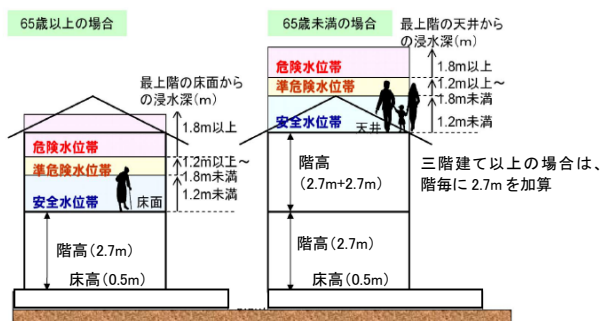 65歳以上の場合
最上階の床面から
の浸水深(m)
1.8m以上
危険水位帯
1.2m以上～
準危険水位帯
1.8m未満
1.2m未満
安全水位帯
床面
階高(2.7m)
床高(0.5m)
65歳未満の場合
最上階の天井から
の浸水深(m)
危険水位帯
1.8m以上
準危険水位帯
1.2m以上～
1.8m未満
安全水位帯
1.2m未満
天井
階高
(2.7m+2.7m)
階高(2.7m)
床高(0.5m)
三階建て以上の場合は、
階毎に2.7mを加算